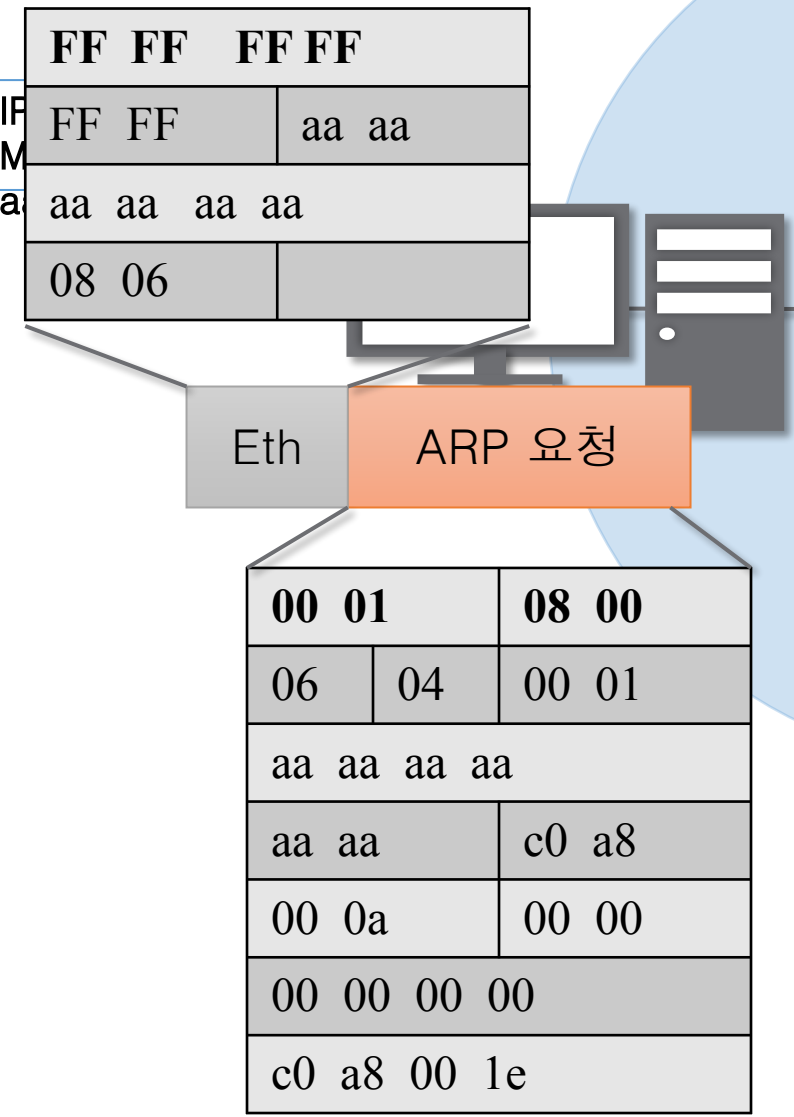 FF FF FF FF
FF FF aa aa
aa aa aa aa
08 06
Eth ARP 요청
00 01 08 00
06 04 00 01
aa aa aa aa
aa aa c0 a8
00 0a 00 00
00 00 00 00
c0 a8 00 1e